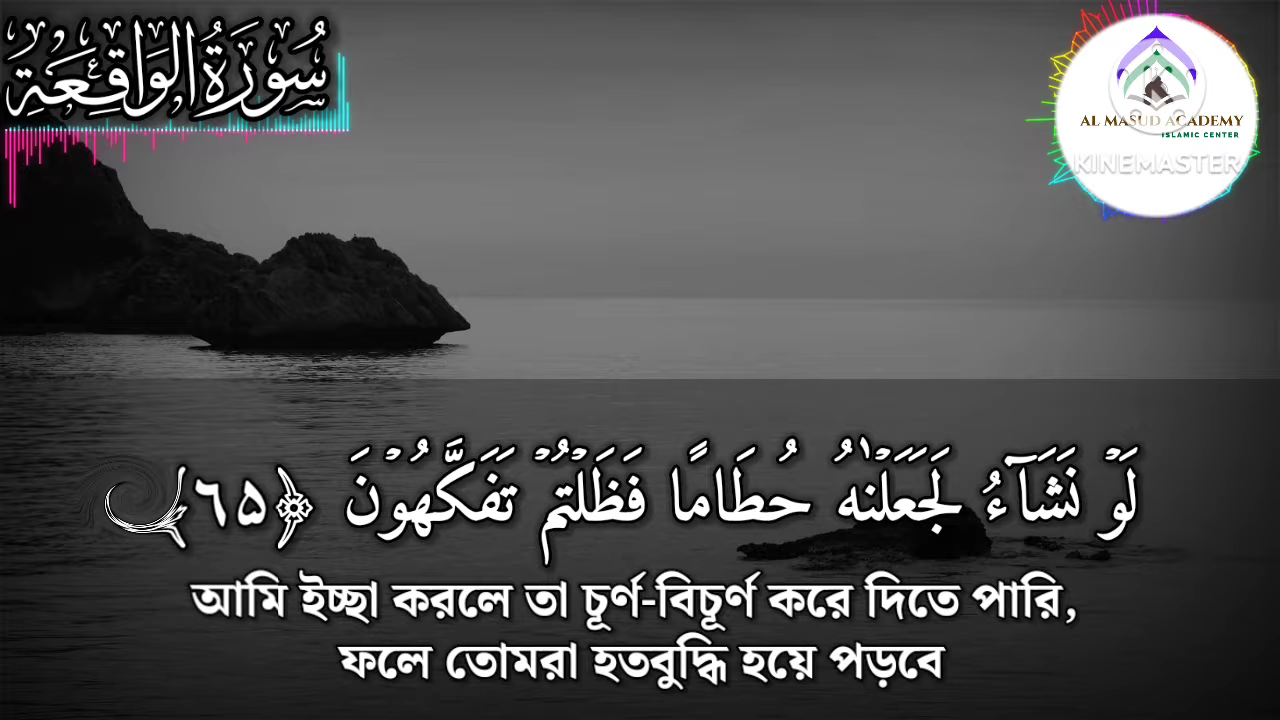 سُورَةُ الوَاقِعَةِ
AL MASUD ACADEMY
ISLAMIC CENTER
KINEMASTER
لَوۡ نَشَآءُ لَجَعَلۡنٰهُ حُطَامًا فَظَلۡتُمۡ تَفَكَّهُوۡنَ ﴿٦٥﴾
আমি ইচ্ছা করলে তা চূর্ণ-বিচূর্ণ করে দিতে পারি,
ফলে তোমরা হতবুদ্ধি হয়ে পড়বে